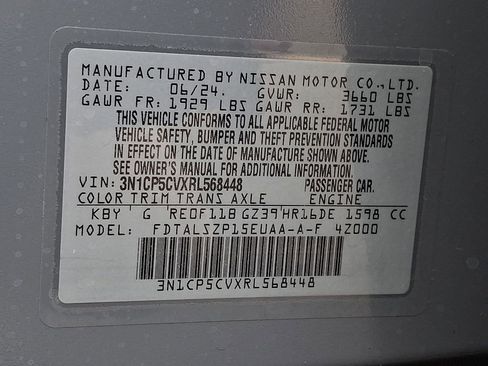 MANUFACTURED BY NISSAN MOTOR CO., LTD.
DATE: 06/24. GVWR: 3660 LBS
GAWR FR: 1929 LBS GAWR RR: 1731 LBS
THIS VEHICLE CONFORMS TO ALL APPLICABLE FEDERAL MOTOR
VEHICLE SAFETY, BUMPER AND THEFT PREVENTION STANDARDS
IN EFFECT ON THE DATE OF MANUFACTURE SHOWN ABOVE.
SEE OWNER'S MANUAL FOR ADDITIONAL INFORMATION.
VIN: 3N1CP5CVXRL568448 PASSENGER CAR.
COLOR TRIM TRANS AXLE ENGINE
KBY G RE0F11B GZ39 HR16DE 1598 CC
MODEL: FDTALSZP15EUAA-A-F 4Z000
3N1CP5CVXRL568448